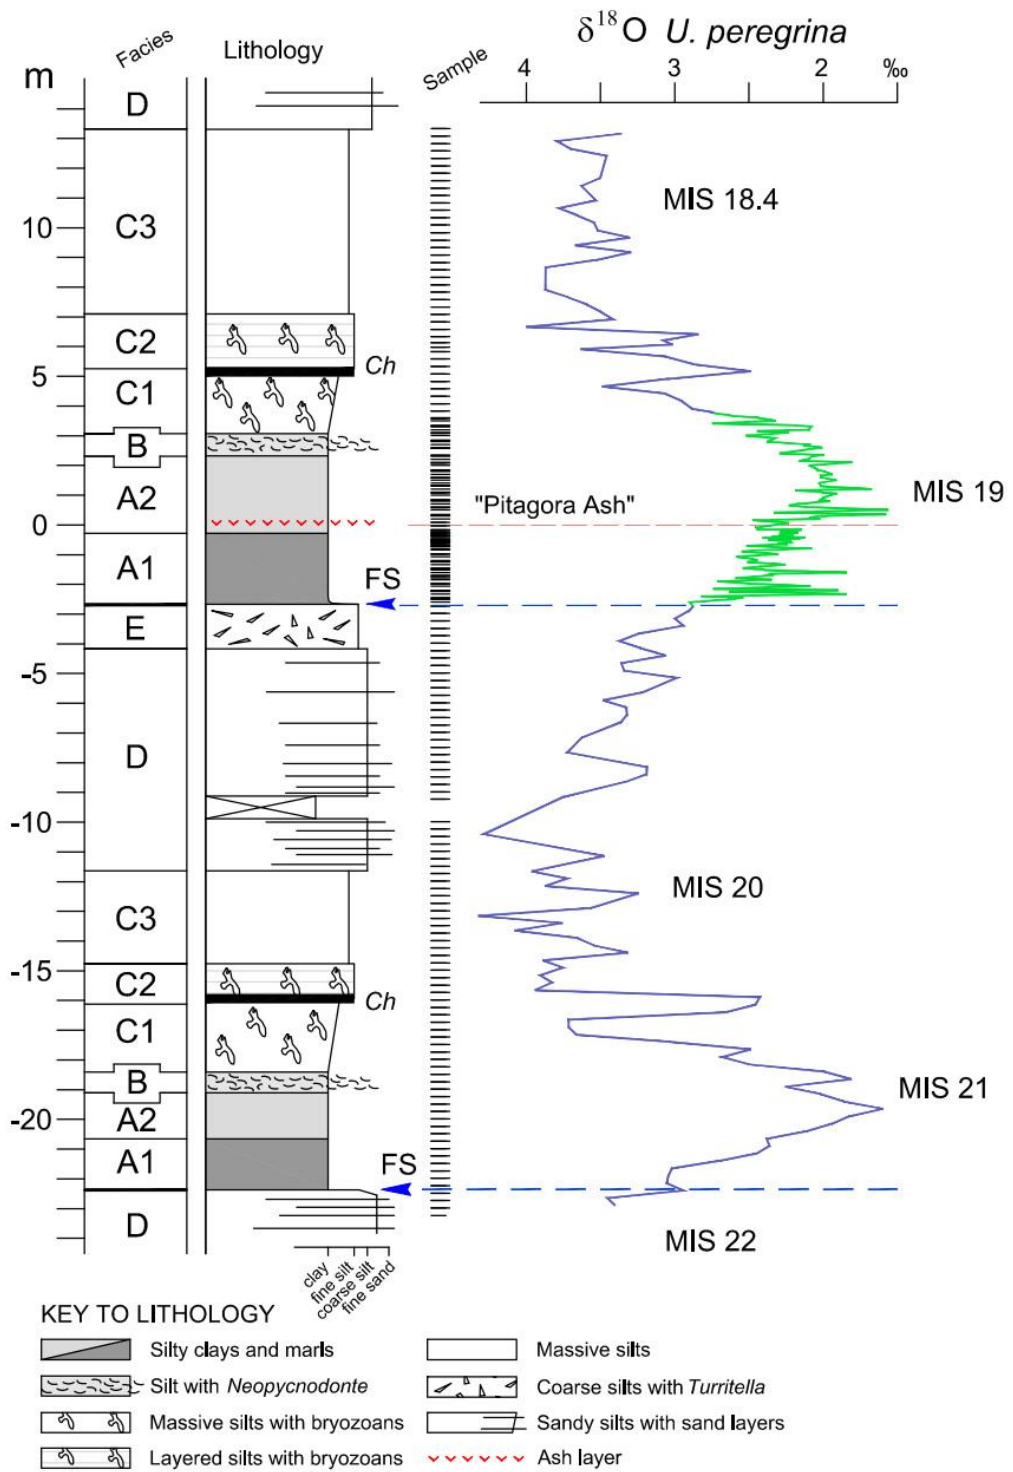 δ18O U. peregrina
Facies
Lithology
Sample
m
4
3
2
‰
D
MIS 18.4
C3
10
C2
Ch
5
C1
B
MIS 19
"Pitagora Ash"
A2
0
A1
FS
E
-5
D
-10
MIS 20
C3
-15
C2
Ch
C1
B
MIS 21
-20
A2
A1
FS
D
MIS 22
clay
fine silt
coarse silt
fine sand
KEY TO LITHOLOGY
Silty clays and marls
Massive silts
Silt with Neopycnodonte
Coarse silts with Turritella
Massive silts with bryozoans
Sandy silts with sand layers
Layered silts with bryozoans
Ash layer